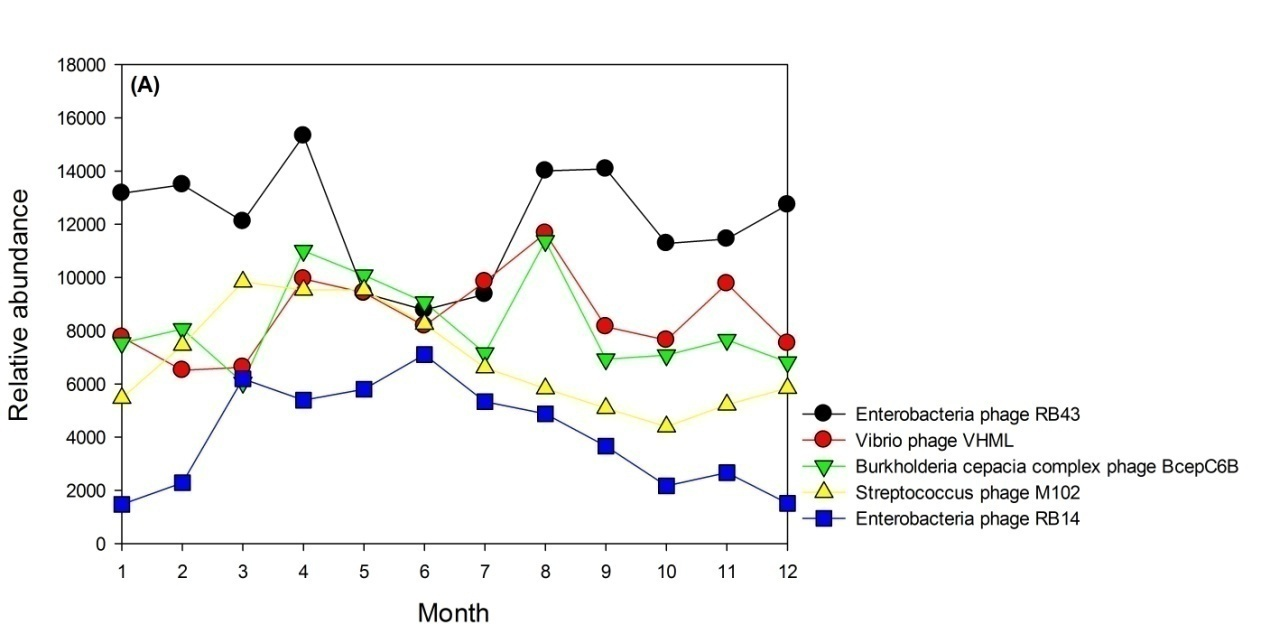 (A)
18000
16000
14000
12000
10000
8000
6000
4000
2000
0
Relative abundance
1 2 3 4 5 6 7 8 9 10 11 12
Month
Enterobacteria phage RB43
Vibrio phage VHML
Burkholderia cepacia complex phage BcepC6B
Streptococcus phage M102
Enterobacteria phage RB14